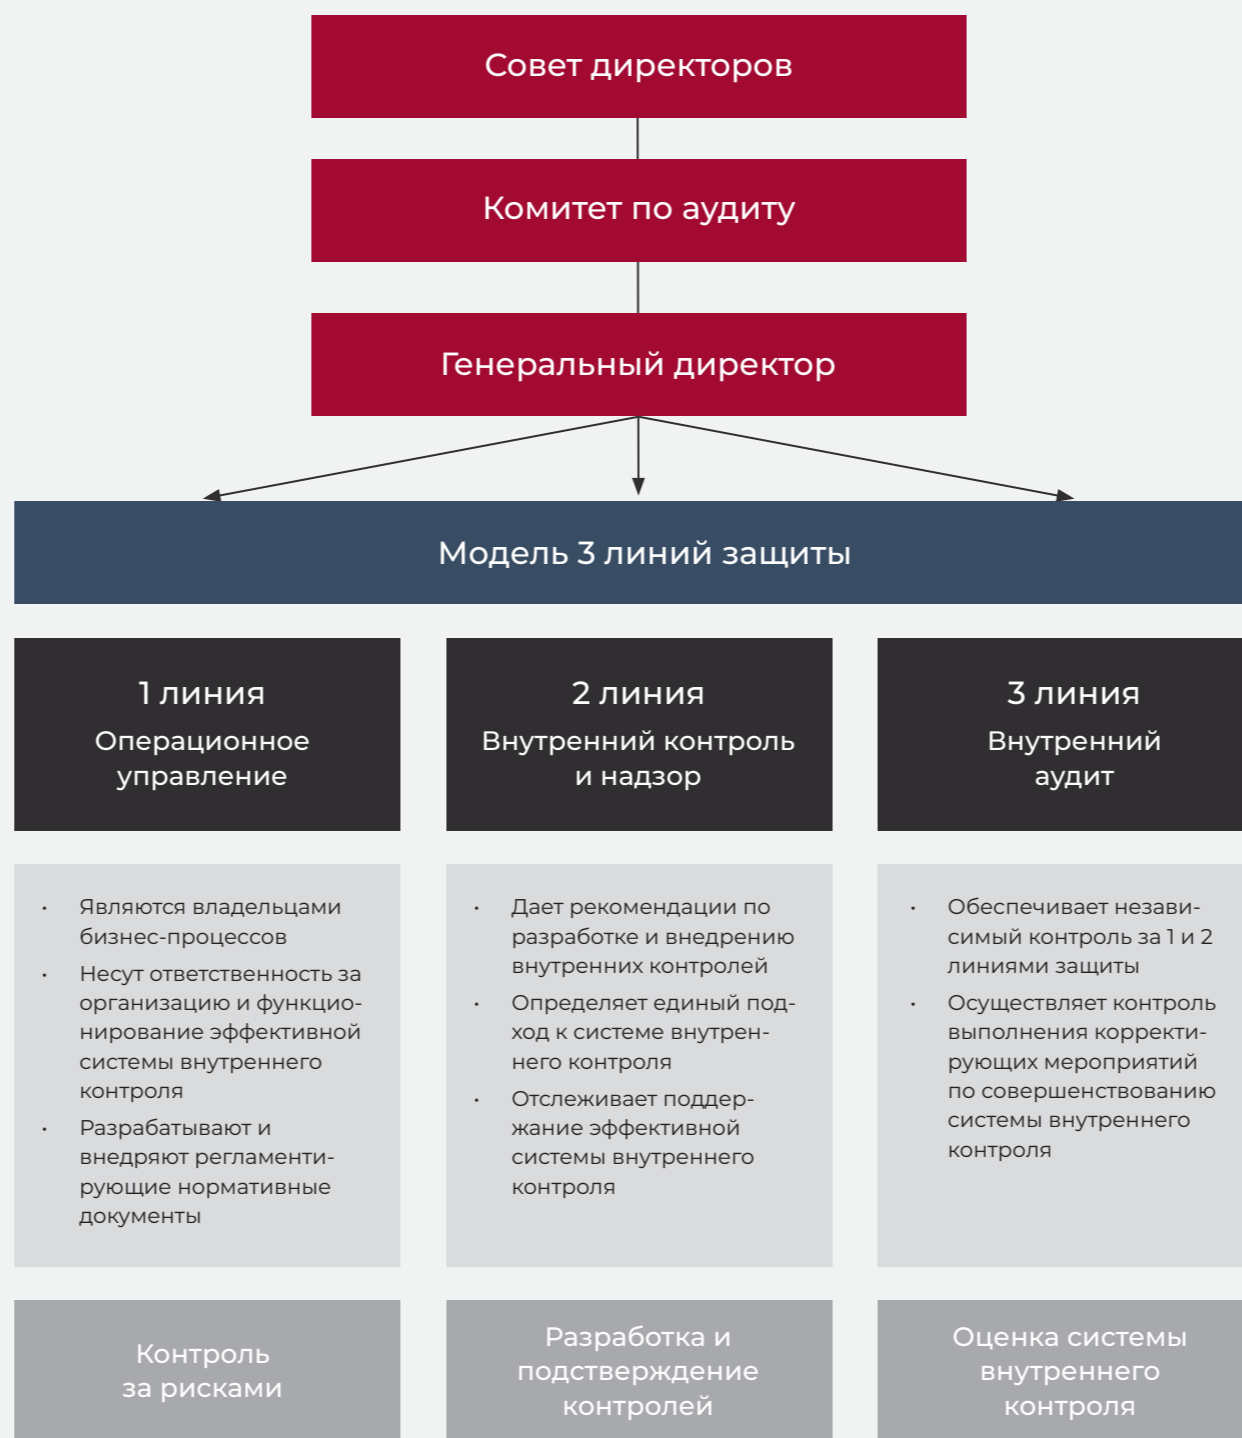 Совет директоров
Комитет по аудиту
Генеральный директор
Модель 3 линий защиты
1 линия
Операционное
управление
2 линия
Внутренний контроль
и надзор
3 линия
Внутренний
аудит
• Являются владельцами
бизнес-процессов
• Несут ответственность за
организацию и функцио-
нирование эффективной
системы внутреннего
контроля
• Разрабатывают и
внедряют регламенти-
рующие нормативные
документы
• Дает рекомендации по
разработке и внедрению
внутренних контролей
• Определяет единый под-
ход к системе внутрен-
него контроля
• Отслеживает поддер-
жание эффективной
системы внутреннего
контроля
• Обеспечивает незави-
симый контроль за 1 и 2
линиями защиты
• Осуществляет контроль
выполнения корректи-
рующих мероприятий
по совершенствованию
системы внутреннего
контроля
Контроль
за рисками
Разработка и
подстверждение
контролей
Оценка системы
внутреннего
контроля